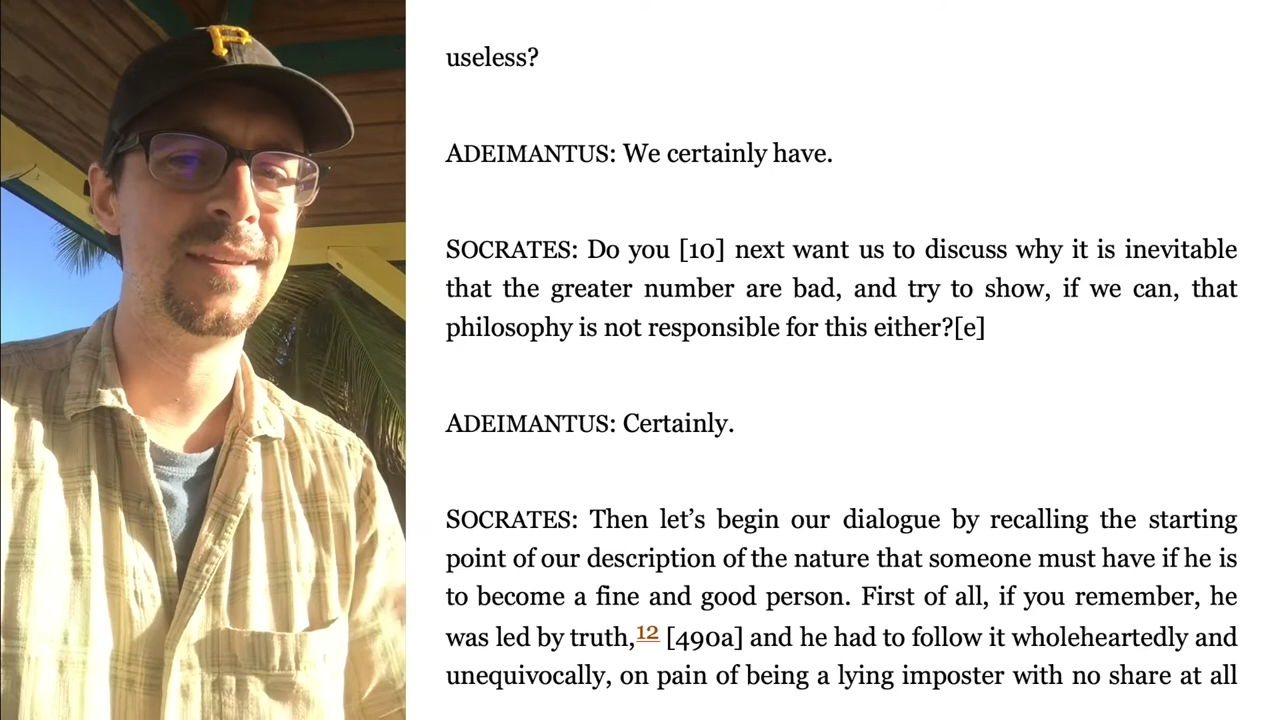 P
useless?
ADEIMANTUS: We certainly have.
SOCRATES: Do you [10] next want us to discuss why it is inevitable
that the greater number are bad, and try to show, if we can, that
philosophy is not responsible for this either?[e]
ADEIMANTUS: Certainly.
SOCRATES: Then let’s begin our dialogue by recalling the starting
point of our description of the nature that someone must have if he is
to become a fine and good person. First of all, if you remember, he
was led by truth,12 [490a] and he had to follow it wholeheartedly and
unequivocally, on pain of being a lying imposter with no share at all